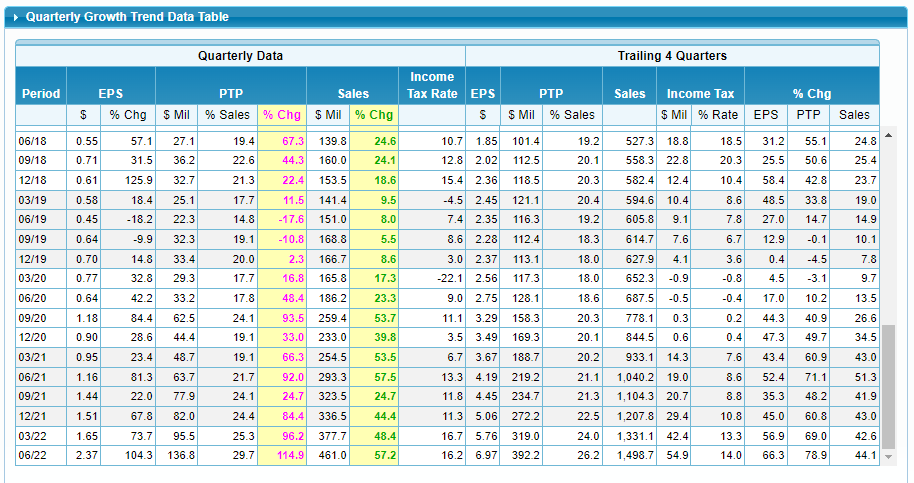 Quarterly Growth Trend Data Table
Quarterly Data Trailing 4 Quarters
Period EPS PTP Sales Income Tax Rate EPS PTP Sales Income Tax % Chg
$ % Chg $ Mil % Sales % Chg $ Mil % Chg $ $ Mil % Sales $ Mil % Rate EPS PTP Sales
06/18 0.55 57.1 27.1 19.4 67.3 139.8 24.6 10.7 1.85 101.4 19.2 527.3 18.8 18.5 31.2 55.1 24.8
09/18 0.71 31.5 36.2 22.6 44.3 160.0 24.1 12.8 2.02 112.5 20.1 558.3 22.8 20.3 25.5 50.6 25.4
12/18 0.61 125.9 32.7 21.3 22.4 153.5 18.6 15.4 2.36 118.5 20.3 582.4 12.4 10.4 58.4 42.8 23.7
03/19 0.58 18.4 25.1 17.7 11.5 141.4 9.5 -4.5 2.45 121.1 20.4 594.6 10.4 8.6 48.5 33.8 19.0
06/19 0.45 -18.2 22.3 14.8 -17.8 151.0 8.0 7.4 2.35 116.3 19.2 605.8 9.1 7.8 27.0 14.7 14.9
09/19 0.64 -9.9 32.3 19.1 -10.8 168.8 5.5 8.6 2.28 112.4 18.3 614.7 7.6 6.7 12.9 -0.1 10.1
12/19 0.70 14.8 33.4 20.0 2.3 166.7 8.6 3.0 2.37 113.1 18.0 627.9 4.1 3.6 0.4 -4.5 7.8
03/20 0.77 32.8 29.3 17.7 16.8 165.8 17.3 -22.1 2.56 117.3 18.0 652.3 -0.9 -0.8 4.5 -3.1 9.7
06/20 0.64 42.2 33.2 17.8 48.4 186.2 23.3 9.0 2.75 128.1 18.6 687.5 -0.5 -0.4 17.0 10.2 13.5
09/20 1.18 84.4 62.5 24.1 93.5 259.4 53.7 11.1 3.29 158.3 20.3 778.1 0.3 0.2 44.3 40.9 26.6
12/20 0.90 28.6 44.4 19.1 33.0 233.0 39.8 3.5 3.49 169.3 20.1 844.5 0.6 0.4 47.3 49.7 34.5
03/21 0.95 23.4 48.7 19.1 66.3 254.5 53.5 6.7 3.67 188.7 20.2 933.1 14.3 7.6 43.4 60.9 43.0
06/21 1.16 81.3 63.7 21.7 92.0 293.3 57.5 13.3 4.19 219.2 21.1 1,040.2 19.0 8.6 52.4 71.1 51.3
09/21 1.44 22.0 77.9 24.1 24.7 323.5 24.7 11.8 4.45 234.7 21.3 1,104.3 20.7 8.8 35.3 48.2 41.9
12/21 1.51 67.8 82.0 24.4 84.4 336.5 44.4 11.3 5.06 272.2 22.5 1,207.8 29.4 10.8 45.0 60.8 43.0
03/22 1.65 73.7 95.5 25.3 96.2 377.7 48.4 16.7 5.76 319.0 24.0 1,331.1 42.4 13.3 56.9 69.0 42.6
06/22 2.37 104.3 136.8 29.7 114.9 461.0 57.2 16.2 6.97 392.2 26.2 1,498.7 54.9 14.0 66.3 78.9 44.1